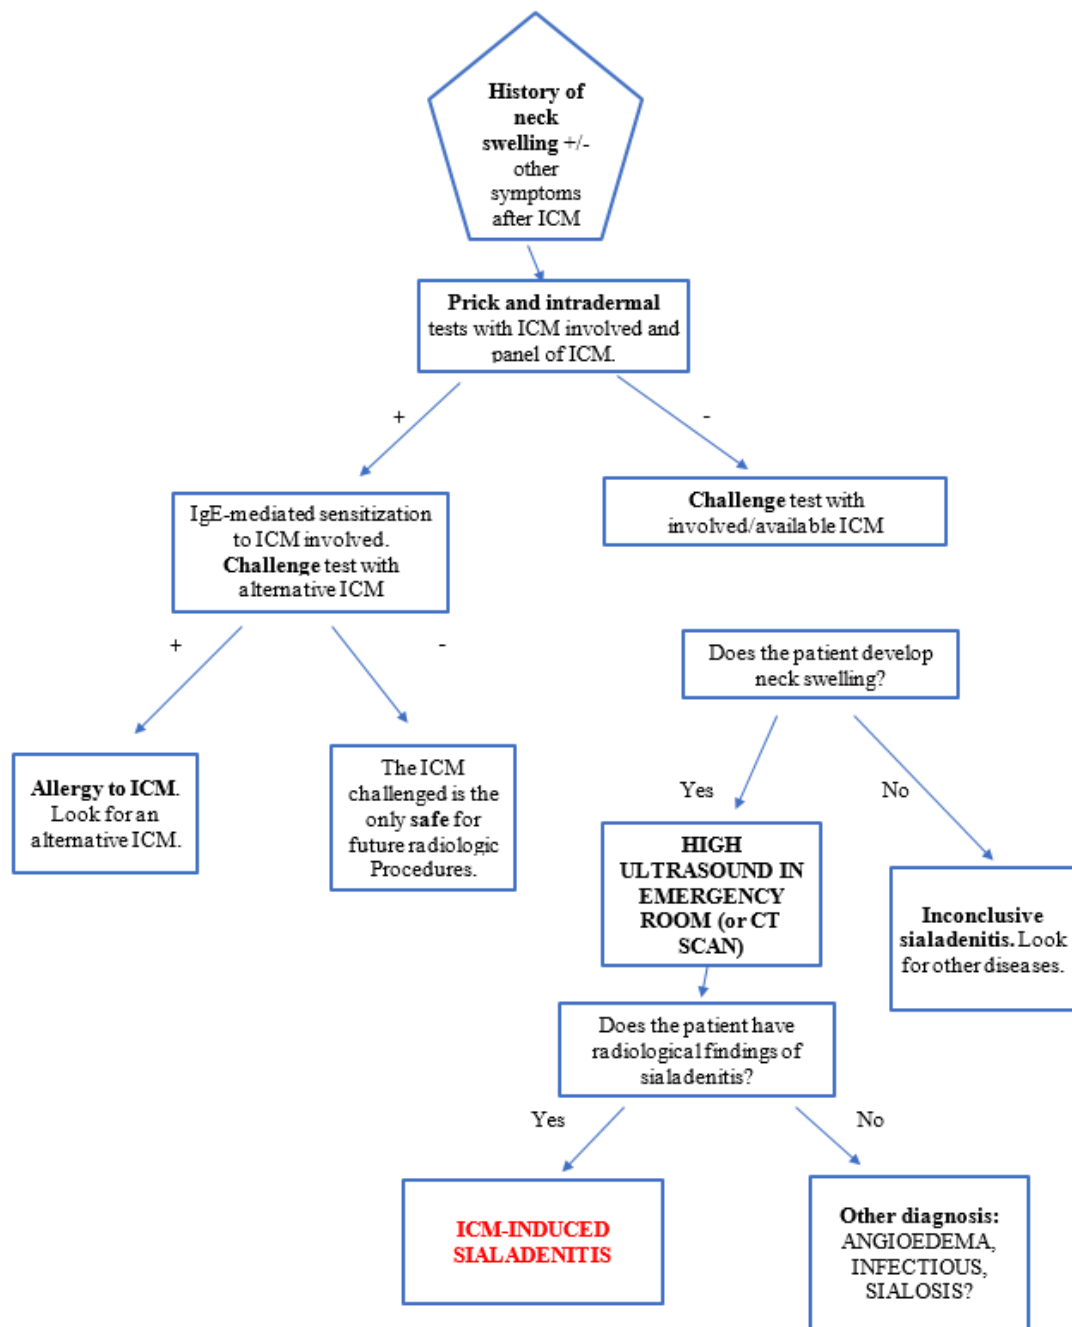 History of
neck
swelling +/-
other
symptoms
after ICM
Prick and intradermal
tests with ICM involved and
panel of ICM.
+
-
IgE-mediated sensitization
to ICM involved.
Challenge test with
alternative ICM
Challenge test with
involved/available ICM
+
-
Does the patient develop
neck swelling?
Allergy to ICM.
Look for an
alternative ICM.
The ICM
challenged is the
only safe for
future radiologic
Procedures.
Yes
No
HIGH
ULTRASOUND IN
EMERGENCY
ROOM (or CT
SCAN)
Inconclusive
sialadenitis. Look
for other diseases.
Does the patient have
radiological findings of
sialadenitis?
Yes
No
ICM-INDUCED
SIALADENITIS
Other diagnosis:
ANGIOEDEMA,
INFECTIOUS,
SIALOSIS?